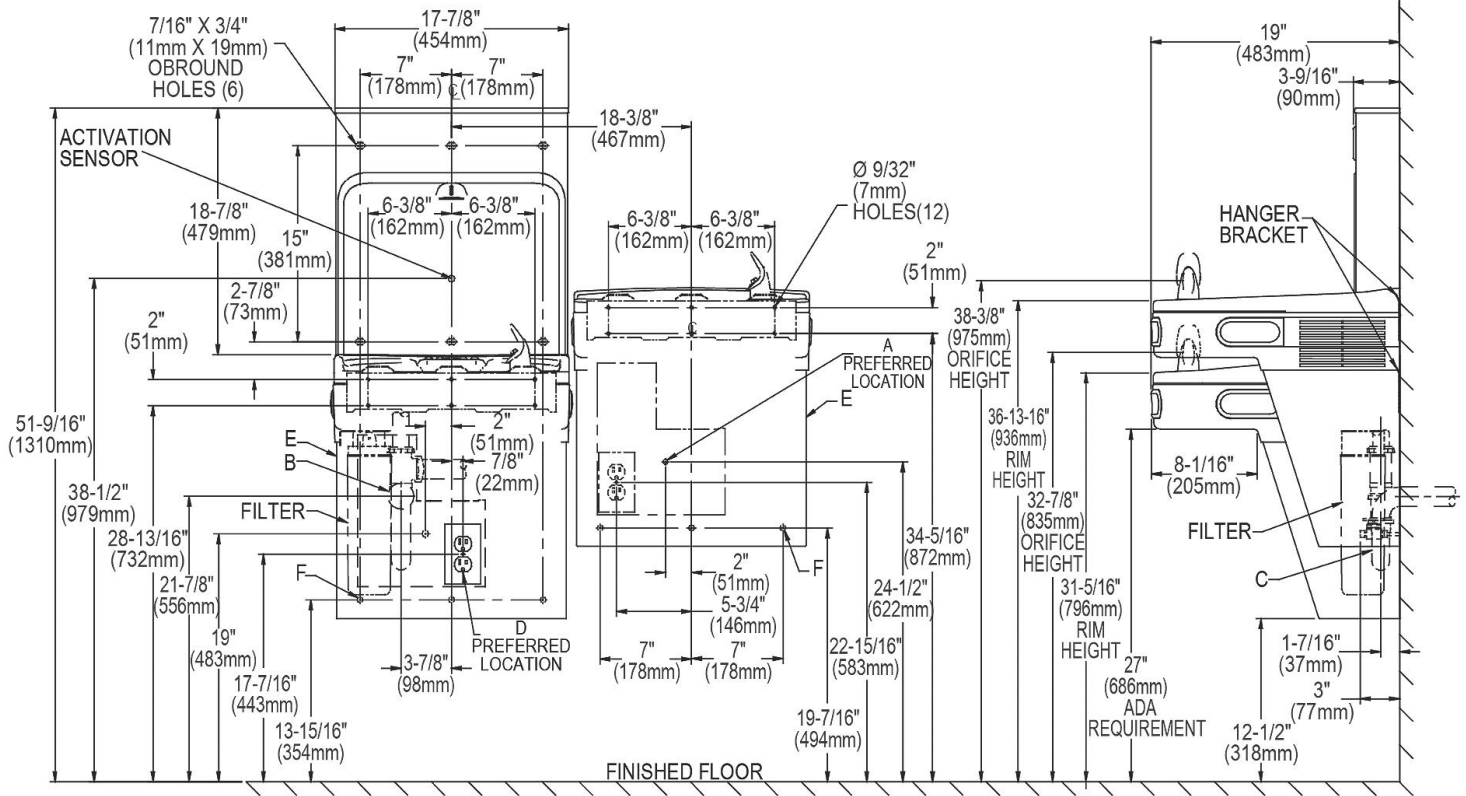 7/16" X 3/4"
(11mm X 19mm)
OBROUND
HOLES (6)
17-7/8"
(454mm)
7"
(178mm)
7"
(178mm)
℄
ACTIVATION
SENSOR
18-3/8"
(467mm)
18-7/8"
(479mm)
15"
(381mm)
2-7/8"
(73mm)
2"
(51mm)
6-3/8"
(162mm)
6-3/8"
(162mm)
6-3/8"
(162mm)
6-3/8"
(162mm)
Ø 9/32"
(7mm)
HOLES(12)
2"
(51mm)
℄
A
PREFERRED
LOCATION
E
51-9/16"
(1310mm)
38-1/2"
(979mm)
28-13/16"
(732mm)
21-7/8"
(556mm)
19"
(483mm)
17-7/16"
(443mm)
13-15/16"
(354mm)
E
B
FILTER
F
2"
(51mm)
7/8"
(22mm)
D
PREFERRED
LOCATION
3-7/8"
(98mm)
F
2"
(51mm)
5-3/4"
(146mm)
7"
(178mm)
7"
(178mm)
19-7/16"
(494mm)
22-15/16"
(583mm)
24-1/2"
(622mm)
34-5/16"
(872mm)
38-3/8"
(975mm)
ORIFICE
HEIGHT
36-13-16"
(936mm)
RIM
HEIGHT
32-7/8"
(835mm)
ORIFICE
HEIGHT
31-5/16"
(796mm)
RIM
HEIGHT
27"
(686mm)
ADA
REQUIREMENT
19"
(483mm)
3-9/16"
(90mm)
HANGER
BRACKET
8-1/16"
(205mm)
FILTER
C
1-7/16"
(37mm)
3"
(77mm)
12-1/2"
(318mm)
FINISHED FLOOR